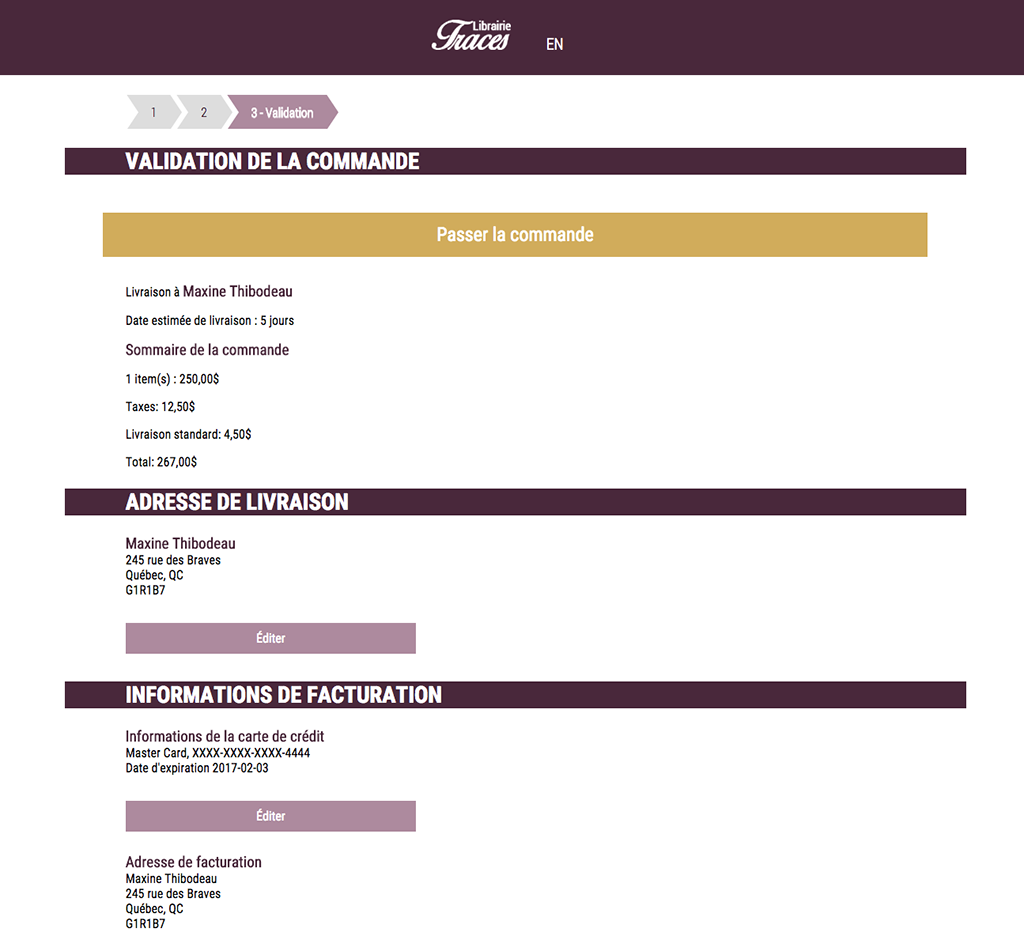 Librairie
Traces
EN
1
2
3 - Validation
VALIDATION DE LA COMMANDE
Passer la commande
Livraison à Maxine Thibodeau
Date estimée de livraison : 5 jours
Sommaire de la commande
1 item(s) : 250,00$
Taxes: 12,50$
Livraison standard: 4,50$
Total: 267,00$
ADRESSE DE LIVRAISON
Maxine Thibodeau
245 rue des Braves
Québec, QC
G1R1B7
Éditer
INFORMATIONS DE FACTURATION
Informations de la carte de crédit
Master Card, XXXX-XXXX-XXXX-4444
Date d'expiration 2017-02-03
Éditer
Adresse de facturation
Maxine Thibodeau
245 rue des Braves
Québec, QC
G1R1B7